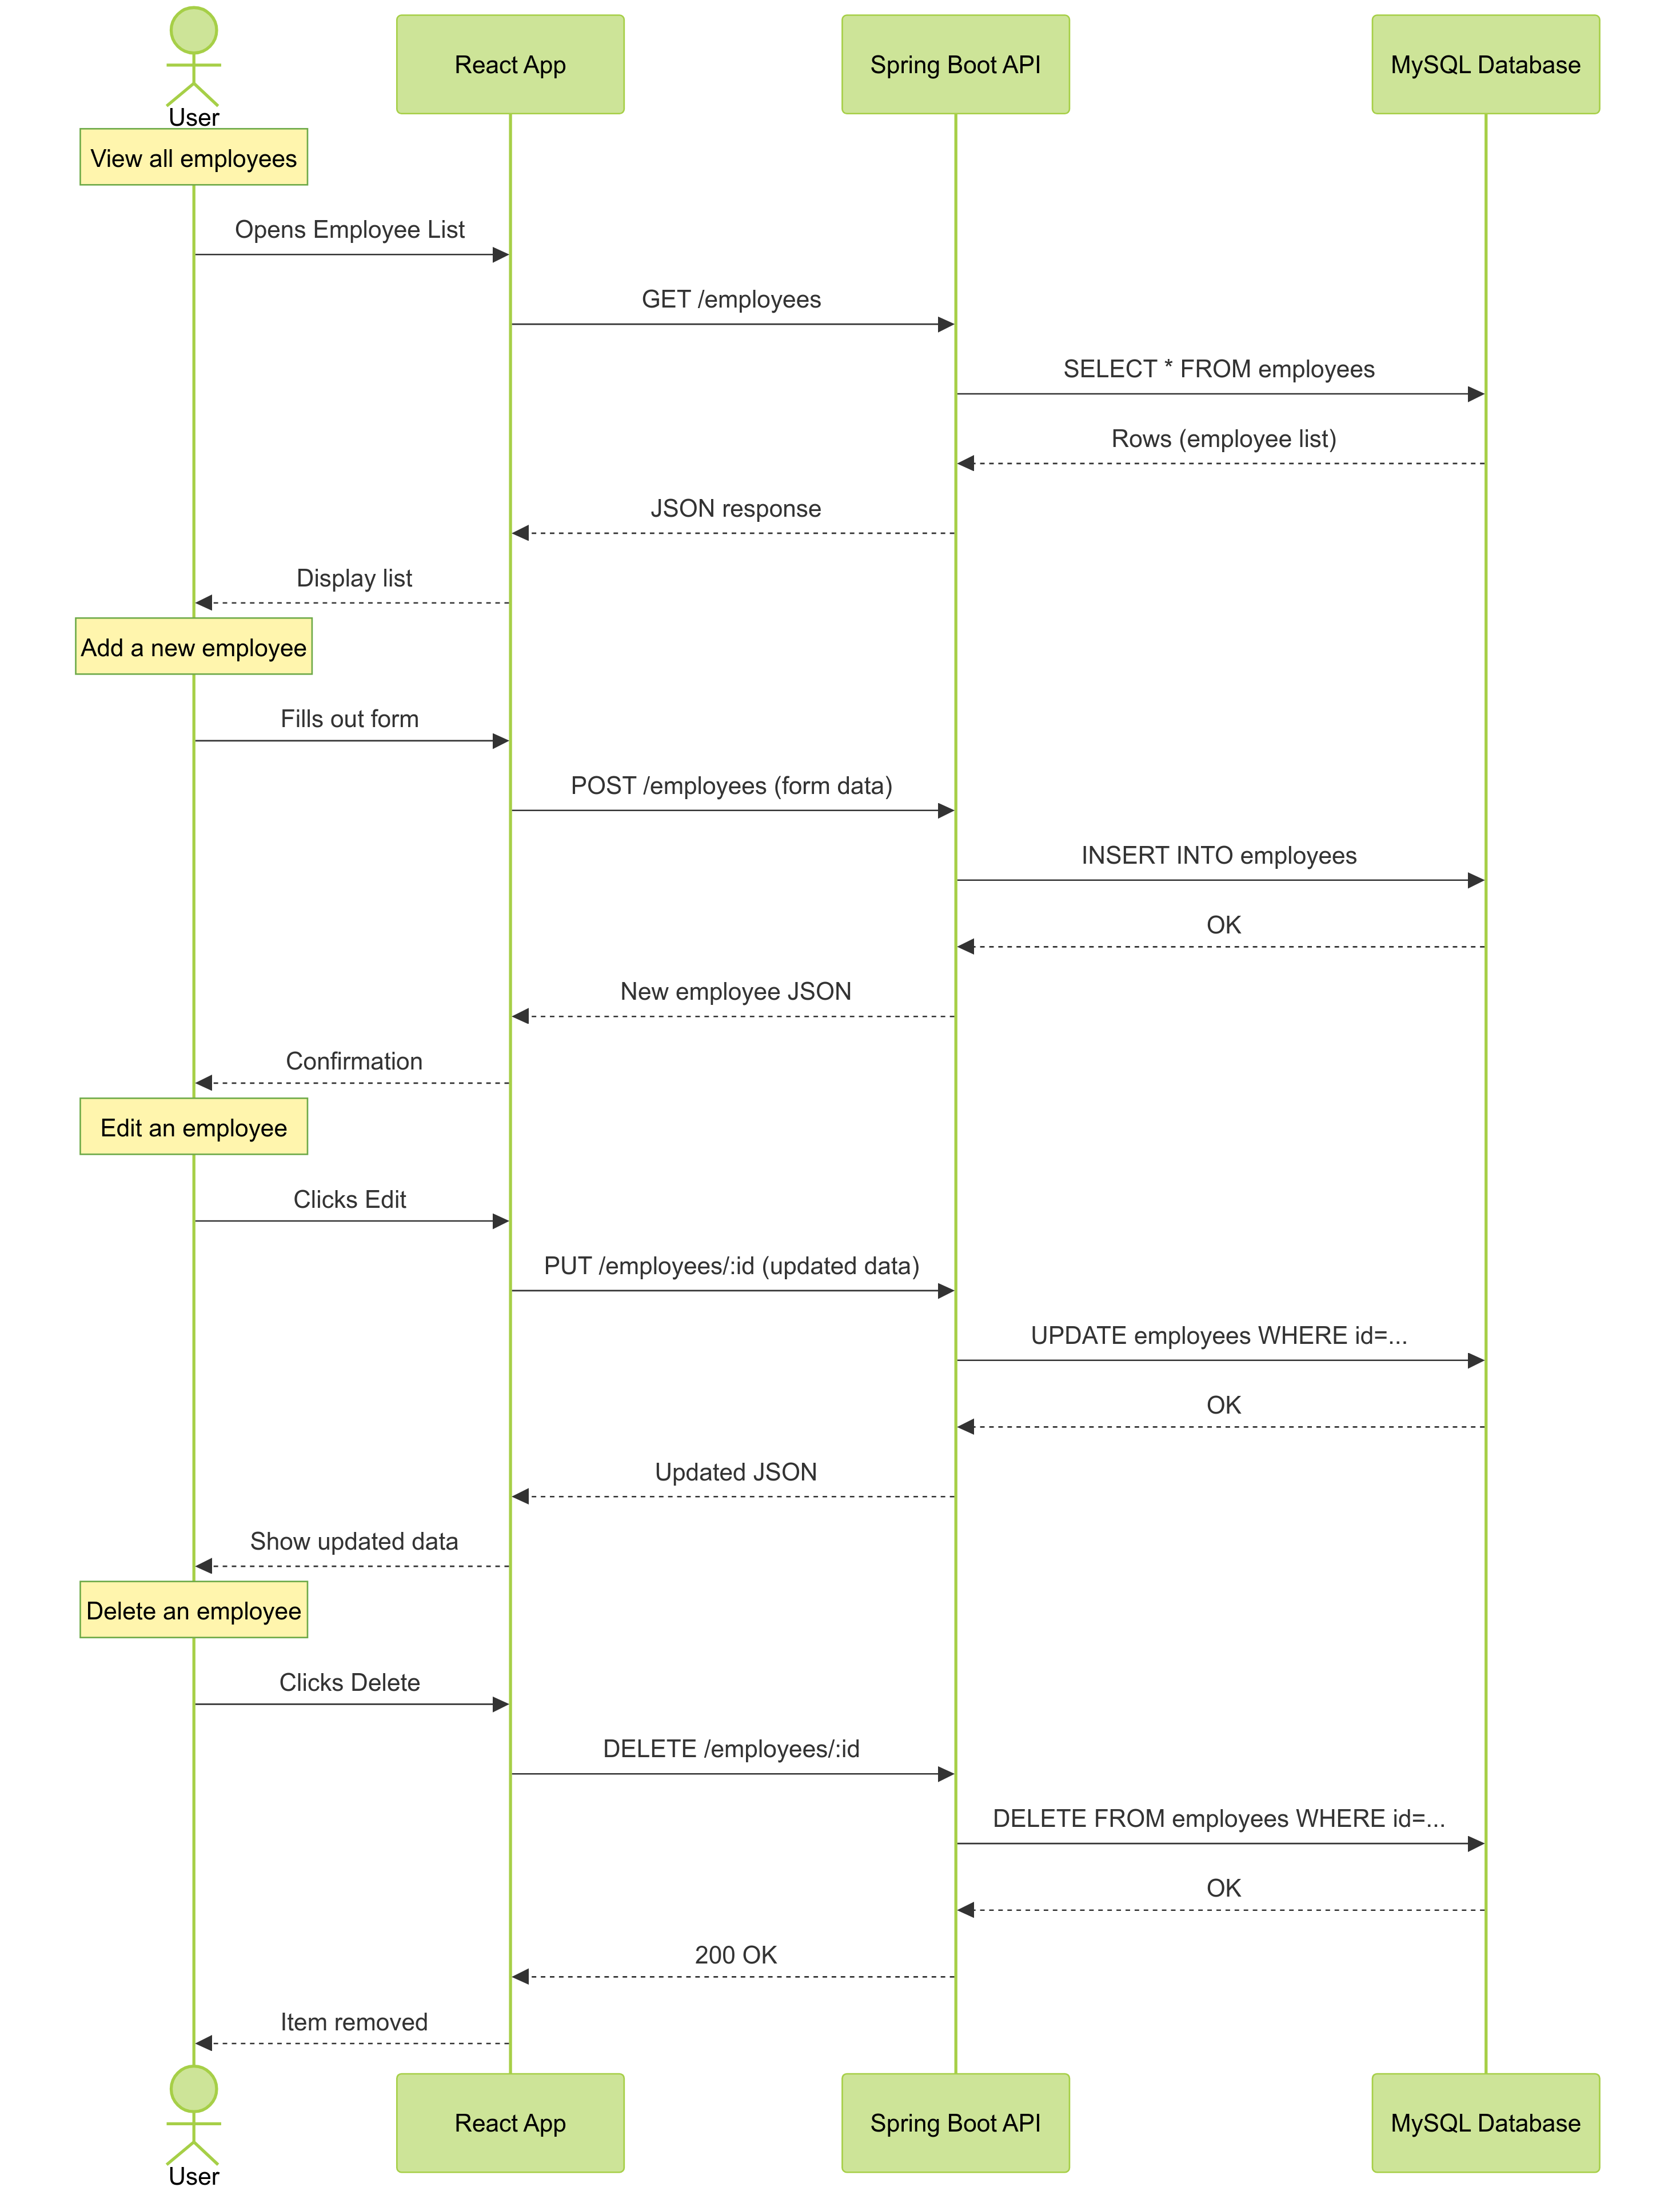 User
React App
Spring Boot API
MySQL Database
View all employees
Opens Employee List
GET /employees
SELECT * FROM employees
Rows (employee list)
JSON response
Display list
Add a new employee
Fills out form
POST /employees (form data)
INSERT INTO employees
OK
New employee JSON
Confirmation
Edit an employee
Clicks Edit
PUT /employees/:id (updated data)
UPDATE employees WHERE id=...
OK
Updated JSON
Show updated data
Delete an employee
Clicks Delete
DELETE /employees/:id
DELETE FROM employees WHERE id=...
OK
200 OK
Item removed
User
React App
Spring Boot API
MySQL Database